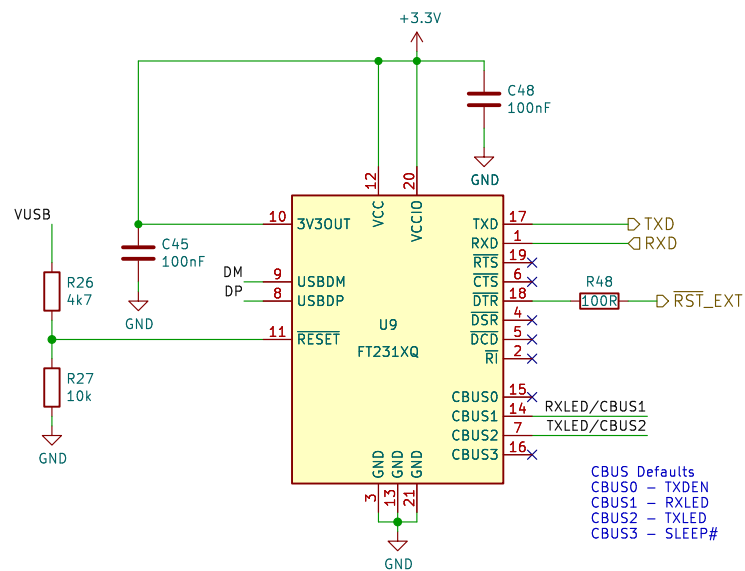 +3.3V
C48
100nF
GND
12
20
VCC
VCCIO
VUSB
10
3V3OUT
TXD
17
TXD
RXD
1
RXD
C45
100nF
RTS
19
DM
9
USBDM
CTS
6
R26
4k7
DP
8
USBDP
DTR
18
R48
100R
RST_EXT
GND
U9
DSR
4
11
RESET
DCD
5
FT231XQ
RI
2
R27
10k
CBUS0
15
CBUS1
14
RXLED/CBUS1
CBUS2
7
TXLED/CBUS2
GND
CBUS3
16
GND
GND
GND
3
13
21
CBUS Defaults
CBUS0 – TXDEN
CBUS1 – RXLED
CBUS2 – TXLED
CBUS3 – SLEEP#
GND